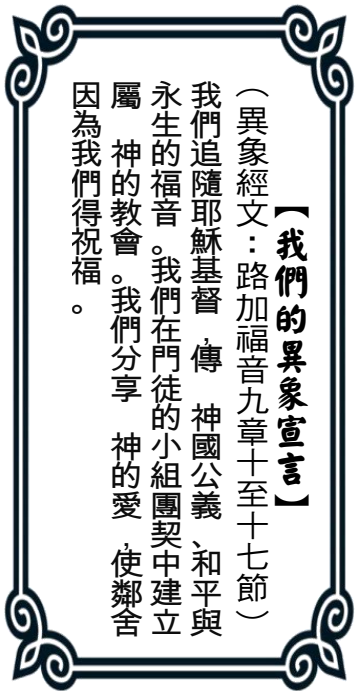 【我們的異象宣言】
（異象經文：路加福音九章十至十七節）
我們追隨耶穌基督，傳　神國公義、和平與
永生的福音。我們在門徒的小組團契中建立
屬　神的教會。我們分享　神的愛，使鄰舍
因為我們得祝福。